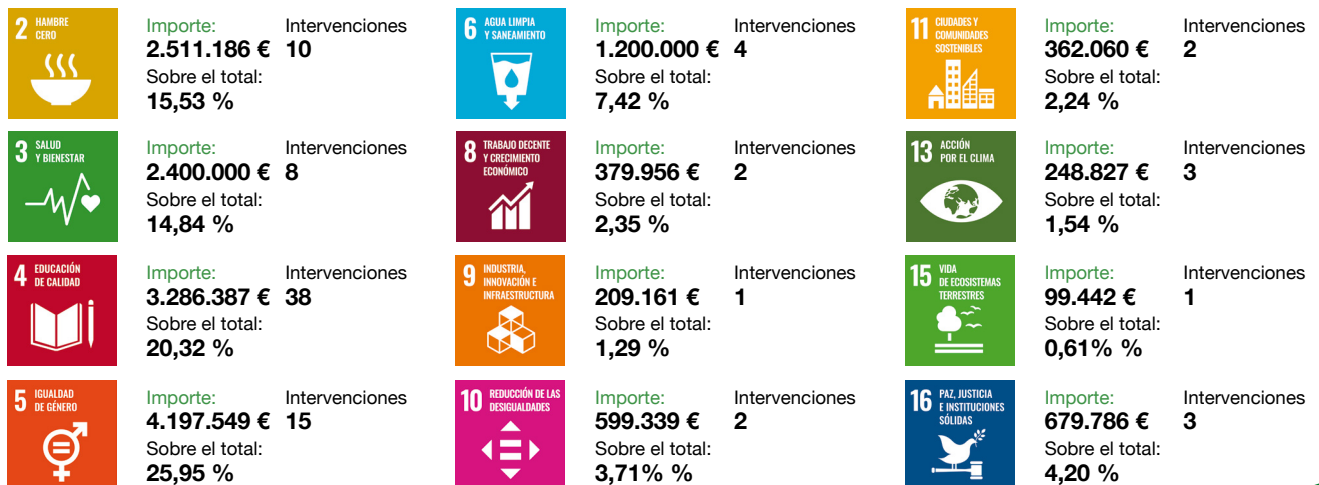 2 HAMBRE
CERO
Importe:
2.511.186 €
Sobre el total:
15,53 %
Intervenciones
10
3 SALUD
Y BIENESTAR
Importe:
2.400.000 €
Sobre el total:
14,84 %
Intervenciones
8
4 EDUCACIÓN
DE CALIDAD
Importe:
3.286.387 €
Sobre el total:
20,32 %
Intervenciones
38
5 IGUALDAD
DE GÉNERO
Importe:
4.197.549 €
Sobre el total:
25,95 %
Intervenciones
15
6 AGUA LIMPIA
Y SANEAMIENTO
Importe:
1.200.000 €
Sobre el total:
7,42 %
Intervenciones
4
8 TRABAJO DECENTE
Y CRECIMIENTO
ECONÓMICO
Importe:
379.956 €
Sobre el total:
2,35 %
Intervenciones
2
9 INDUSTRIA,
INNOVACIÓN E
INFRAESTRUCTURA
Importe:
209.161 €
Sobre el total:
1,29 %
Intervenciones
1
10 REDUCCIÓN DE LAS
DESIGUALDADES
Importe:
599.339 €
Sobre el total:
3,71% %
Intervenciones
2
11 CIUDADES Y
COMUNIDADES
SOSTENIBLES
Importe:
362.060 €
Sobre el total:
2,24 %
Intervenciones
2
13 ACCIÓN
POR EL CLIMA
Importe:
248.827 €
Sobre el total:
1,54 %
Intervenciones
3
15 VIDA
DE ECOSISTEMAS
TERRESTRES
Importe:
99.442 €
Sobre el total:
0,61% %
Intervenciones
1
16 PAZ, JUSTICIA
E INSTITUCIONES
SÓLIDAS
Importe:
679.786 €
Sobre el total:
4,20 %
Intervenciones
3